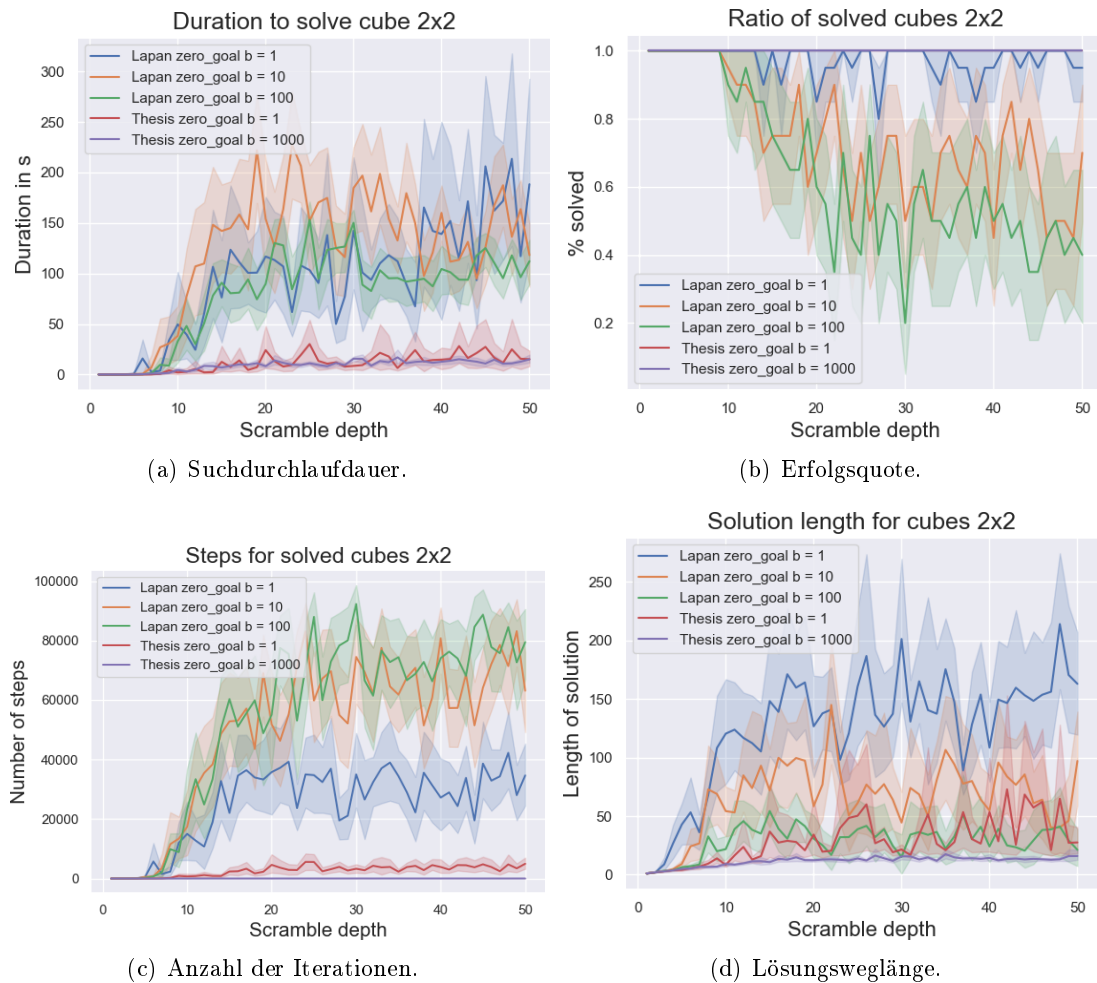 Duration to solve cube 2x2
Lapan zero_goal b = 1
Lapan zero_goal b = 10
Lapan zero_goal b = 100
Thesis zero_goal b = 1
Thesis zero_goal b = 1000
Duration in s
300
250
200
150
100
50
0
0 10 20 30 40 50
Scramble depth
(a) Suchdurchlaufdauer.
Ratio of solved cubes 2x2
% solved
1.0
0.8
0.6
0.4
0.2
Lapan zero_goal b = 1
Lapan zero_goal b = 10
Lapan zero_goal b = 100
Thesis zero_goal b = 1
Thesis zero_goal b = 1000
0 10 20 30 40 50
Scramble depth
(b) Erfolgsquote.
Steps for solved cubes 2x2
Lapan zero_goal b = 1
Lapan zero_goal b = 10
Lapan zero_goal b = 100
Thesis zero_goal b = 1
Thesis zero_goal b = 1000
Number of steps
100000
80000
60000
40000
20000
0
0 10 20 30 40 50
Scramble depth
(c) Anzahl der Iterationen.
Solution length for cubes 2x2
Lapan zero_goal b = 1
Lapan zero_goal b = 10
Lapan zero_goal b = 100
Thesis zero_goal b = 1
Thesis zero_goal b = 1000
Length of solution
250
200
150
100
50
0
0 10 20 30 40 50
Scramble depth
(d) Lösungsweglänge.